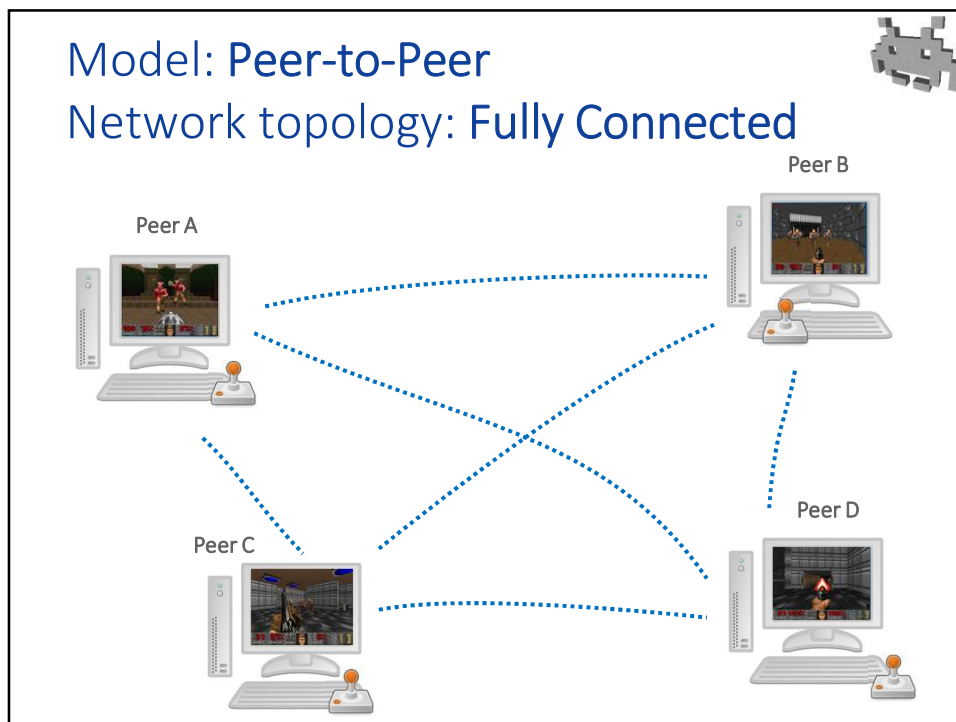 Model: Peer-to-Peer
Network topology: Fully Connected
Peer B
Peer A
Peer D
Peer C